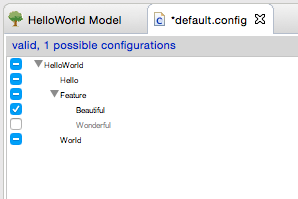 HelloWorld Model
*default.config
valid, 1 possible configurations
HelloWorld
Hello
Feature
Beautiful
Wonderful
World